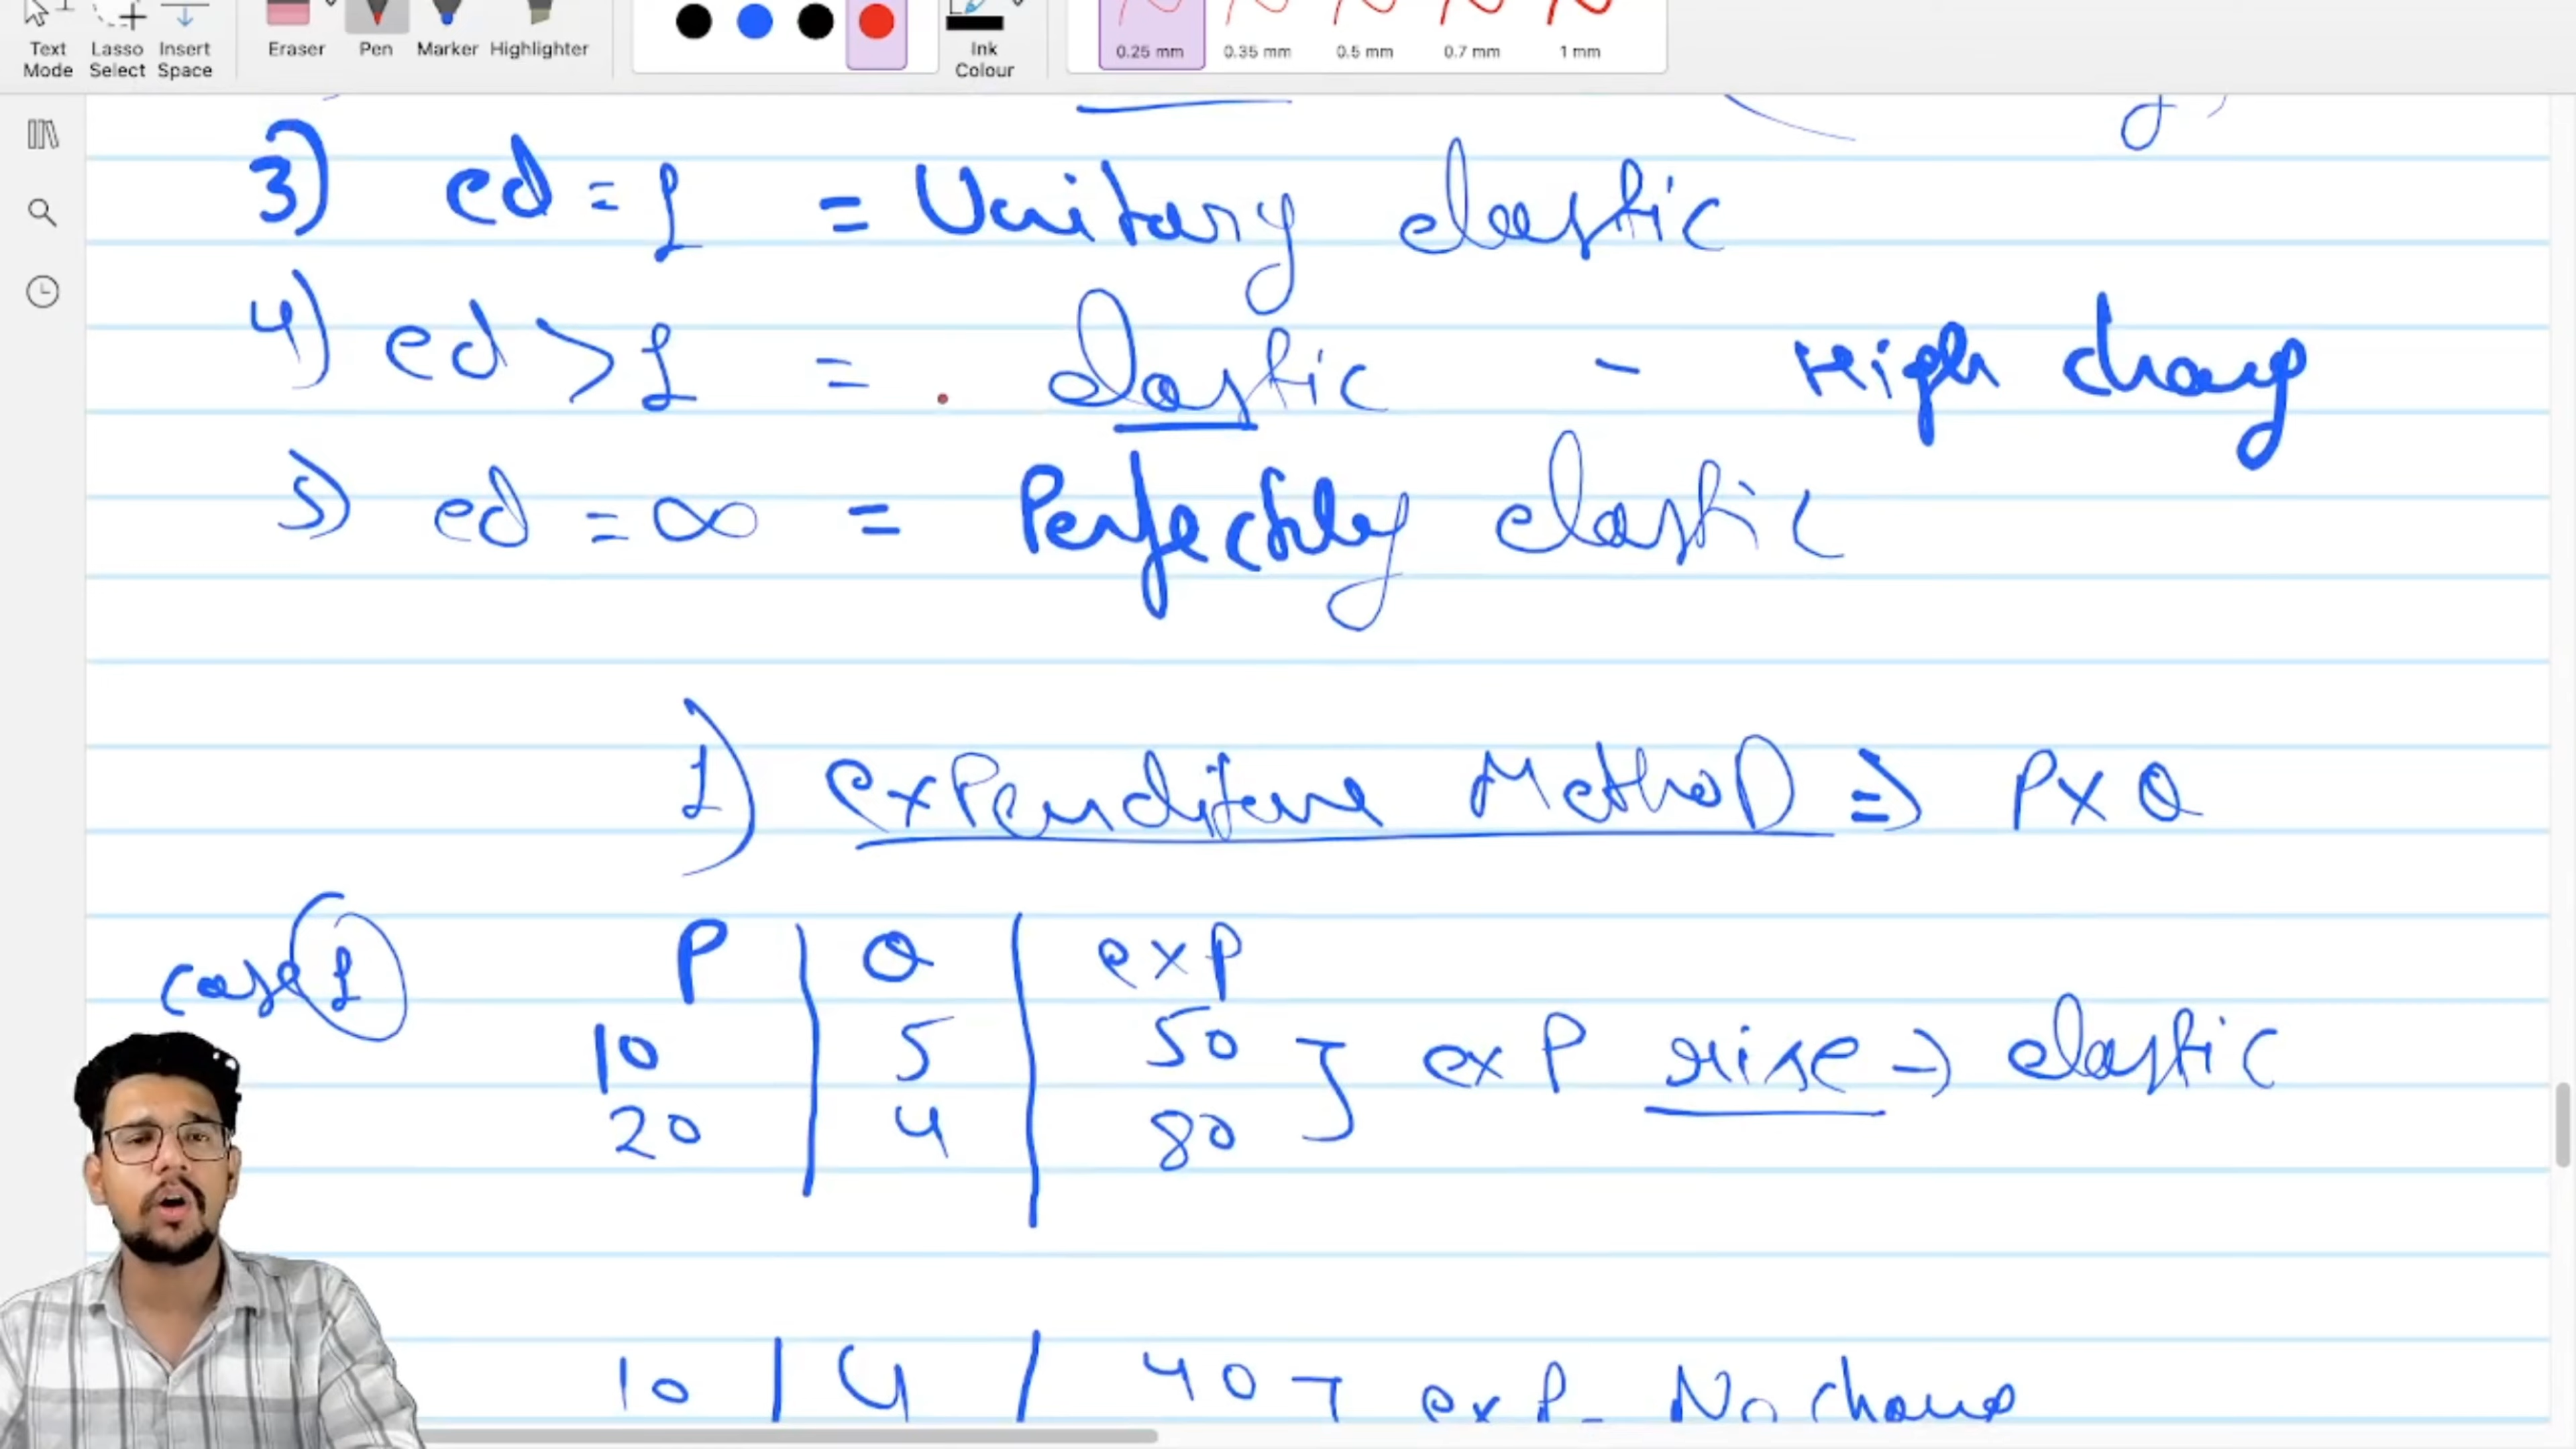 Text Mode
Lasso Select
Insert Space
Eraser
Pen
Marker
Highlighter
Ink Colour
0.25 mm
0.35 mm
0.5 mm
0.7 mm
1 mm
3) ed = 1 = Unitary elastic
4) ed > 1 = elastic - High chang
5) ed = ∞ = Perfectly elastic
1) exPenditure MethoD ⇒ P X Q
case 1
P | Q | exp
10 | 5 | 50
20 | 4 | 80
] exP rise → elastic
10 | 4 | 40 exP- No change